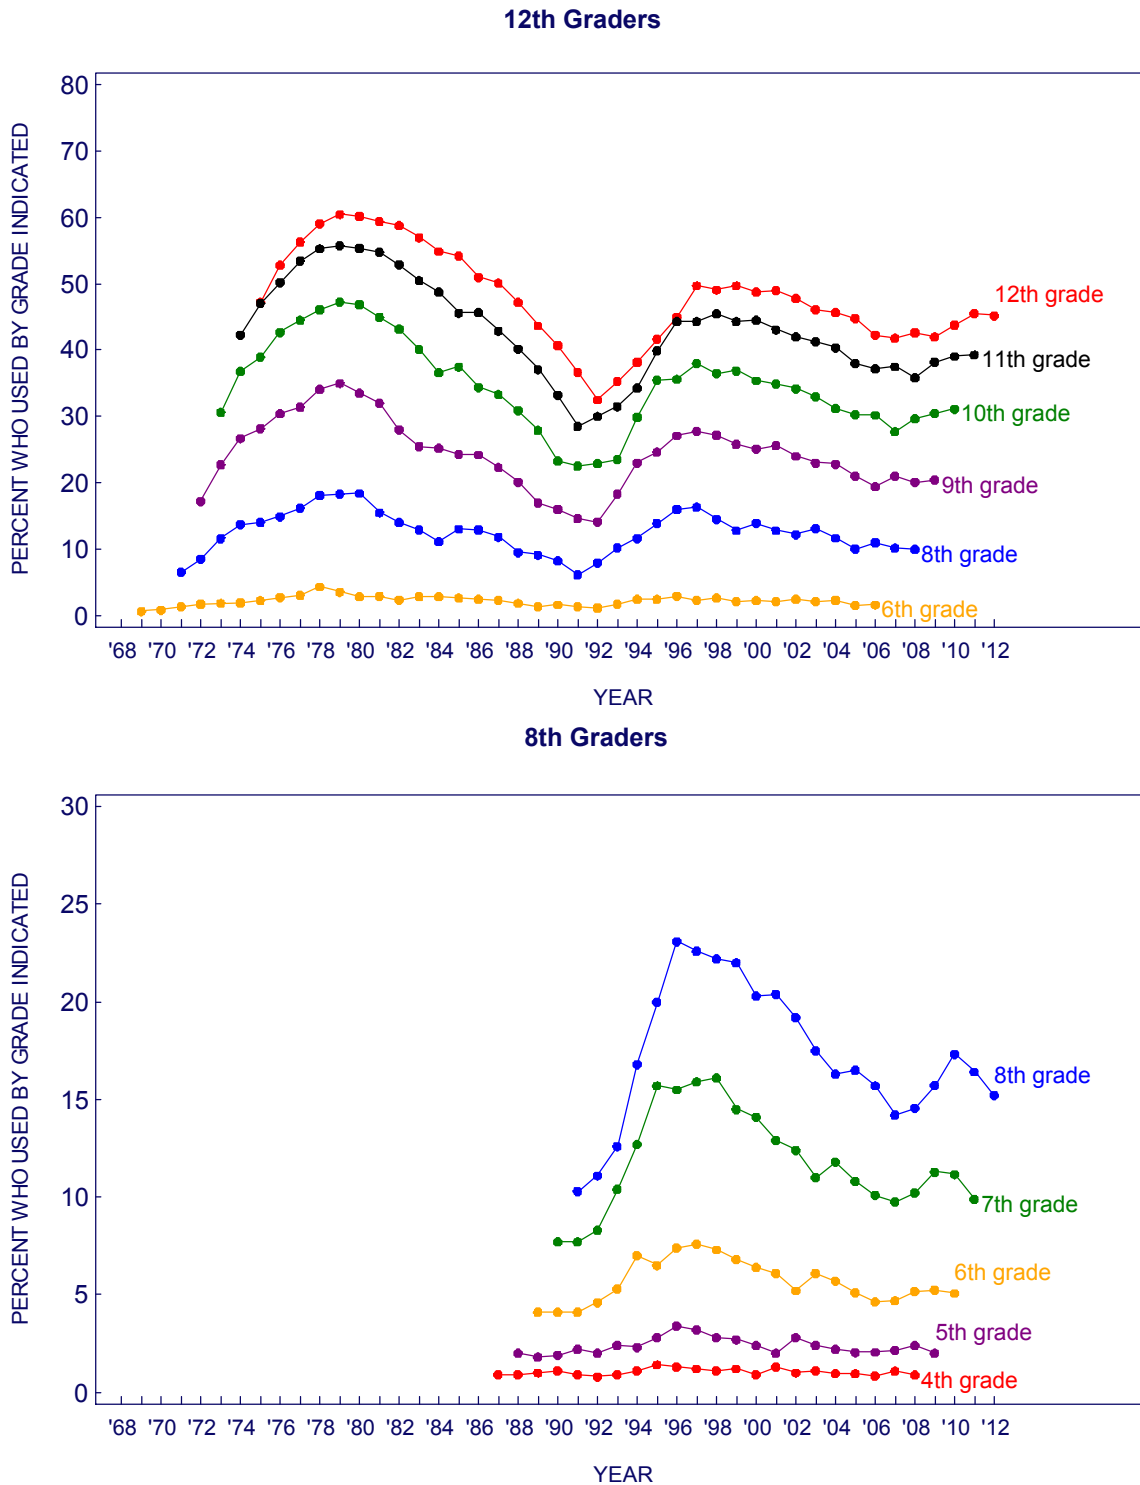 12th Graders
PERCENT WHO USED BY GRADE INDICATED
80
70
60
50
40
30
20
10
0
12th grade
11th grade
10th grade
9th grade
8th grade
6th grade
'68 '70 '72 '74 '76 '78 '80 '82 '84 '86 '88 '90 '92 '94 '96 '98 '00 '02 '04 '06 '08 '10 '12
YEAR
8th Graders
PERCENT WHO USED BY GRADE INDICATED
30
25
20
15
10
5
0
8th grade
7th grade
6th grade
5th grade
4th grade
'68 '70 '72 '74 '76 '78 '80 '82 '84 '86 '88 '90 '92 '94 '96 '98 '00 '02 '04 '06 '08 '10 '12
YEAR